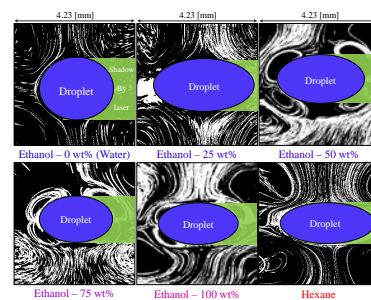 4.23 [mm] 4.23 [mm] 4.23 [mm]
Shadow
Droplet By Droplet Droplet
laser
Ethanol – 0 wt% (Water) Ethanol – 25 wt% Ethanol – 50 wt%
Droplet Droplet Droplet
Ethanol – 75 wt% Ethanol – 100 wt% Hexane